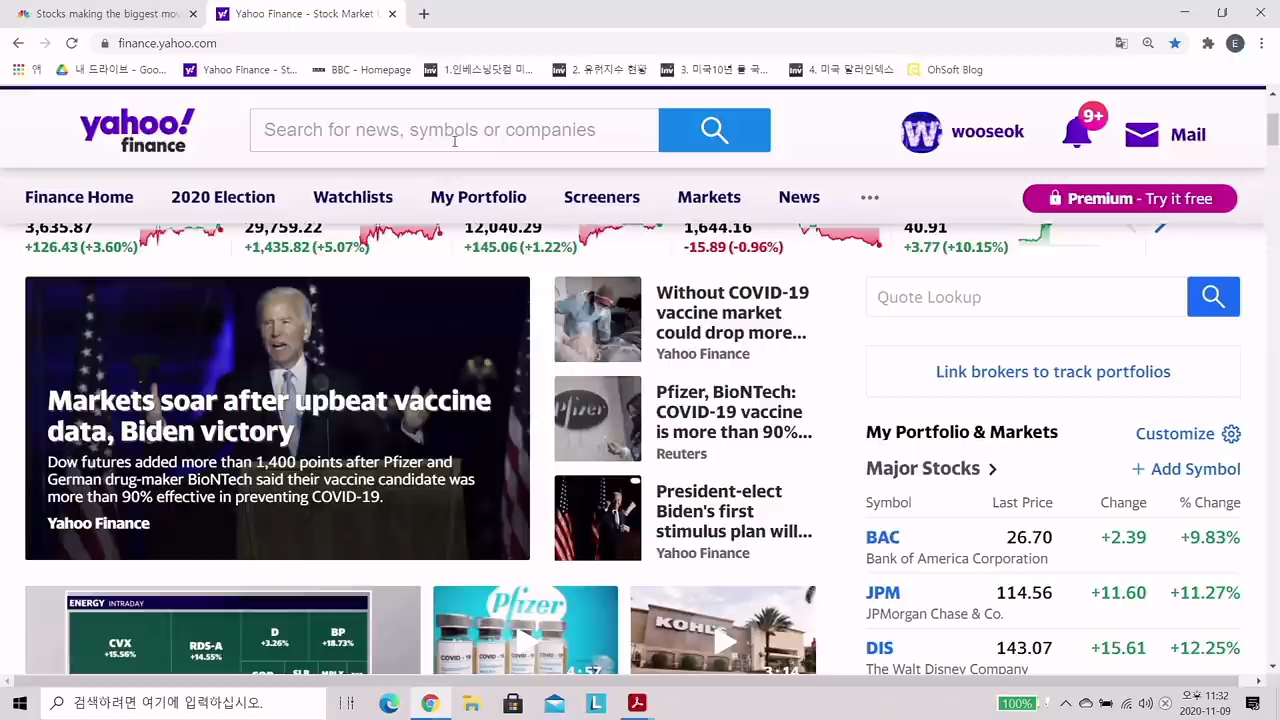 Stocks making the biggest mov
Yahoo Finance - Stock Market L
finance.yahoo.com
앱
내 드라이브 - Goo...
Yahoo Finance - St...
BBC - Homepage
1.인베스팅닷컴 미...
2. 유럽지수 현황
3. 미국10년 물 국...
4. 미국 달러인덱스
OhSoft Blog
yahoo!
finance
Search for news, symbols or companies
W
wooseok
9+
Mail
Finance Home
2020 Election
Watchlists
My Portfolio
Screeners
Markets
News
Premium - Try it free
3,635.87
29,759.22
12,040.29
1,644.16
40.91
+126.43 (+3.60%)
+1,435.82 (+5.07%)
+145.06 (+1.22%)
-15.89 (-0.96%)
+3.77 (+10.15%)
Markets soar after upbeat vaccine
data, Biden victory
Dow futures added more than 1,400 points after Pfizer and
German drug-maker BioNTech said their vaccine candidate was
more than 90% effective in preventing COVID-19.
Yahoo Finance
Without COVID-19
vaccine market
could drop more...
Yahoo Finance
Pfizer
Pfizer, BioNTech:
COVID-19 vaccine
is more than 90%...
Reuters
President-elect
Biden's first
stimulus plan will...
Yahoo Finance
Quote Lookup
Link brokers to track portfolios
My Portfolio & Markets
Customize
Major Stocks
+ Add Symbol
Symbol
Last Price
Change
% Change
BAC
26.70
+2.39
+9.83%
Bank of America Corporation
JPM
114.56
+11.60
+11.27%
JPMorgan Chase & Co.
DIS
143.07
+15.61
+12.25%
The Walt Disney Company
ENERGY INTRADAY
CVX
+15.56%
RDS-A
+14.55%
D
+3.26%
BP
+18.73%
Pfizer
4:57
KOHL'S
3:14
검색하려면 여기에 입력하십시오.
100%
오후 11:32
2020-11-09